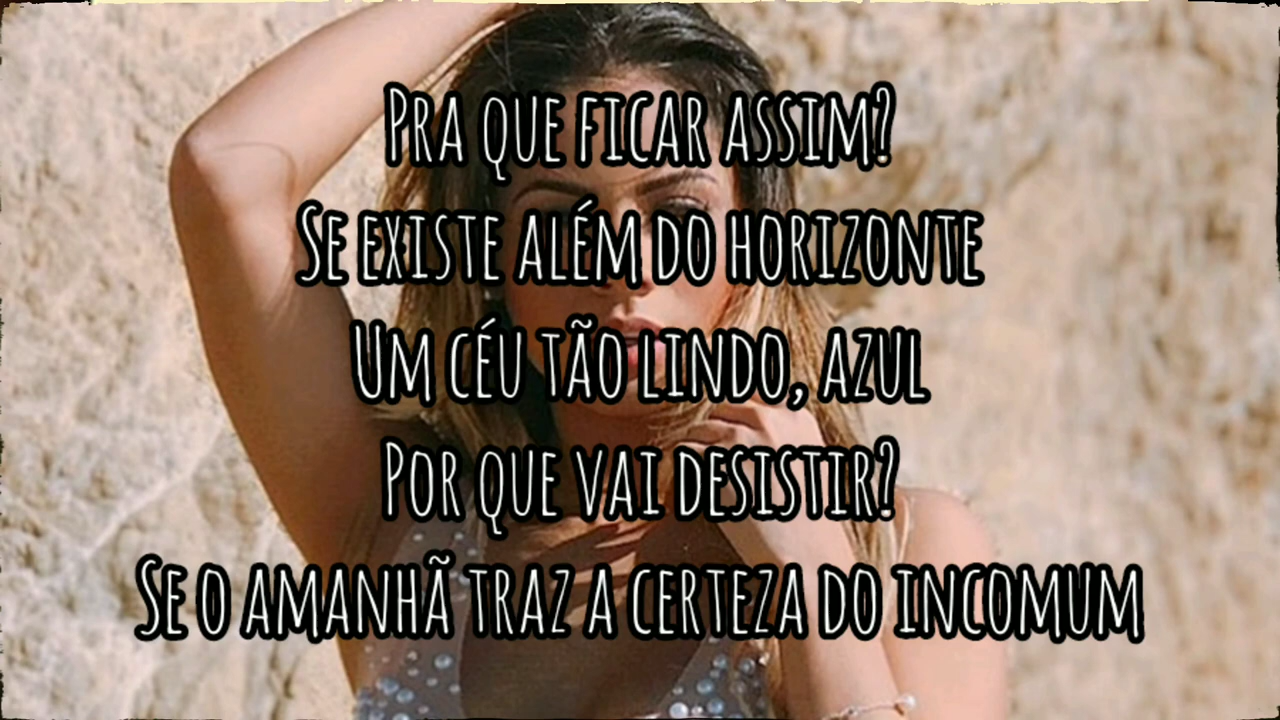 Pra que ficar assim?
Se existe além do horizonte
Um céu tão lindo, azul
Por que vai desistir?
Se o amanhã traz a certeza do incomum